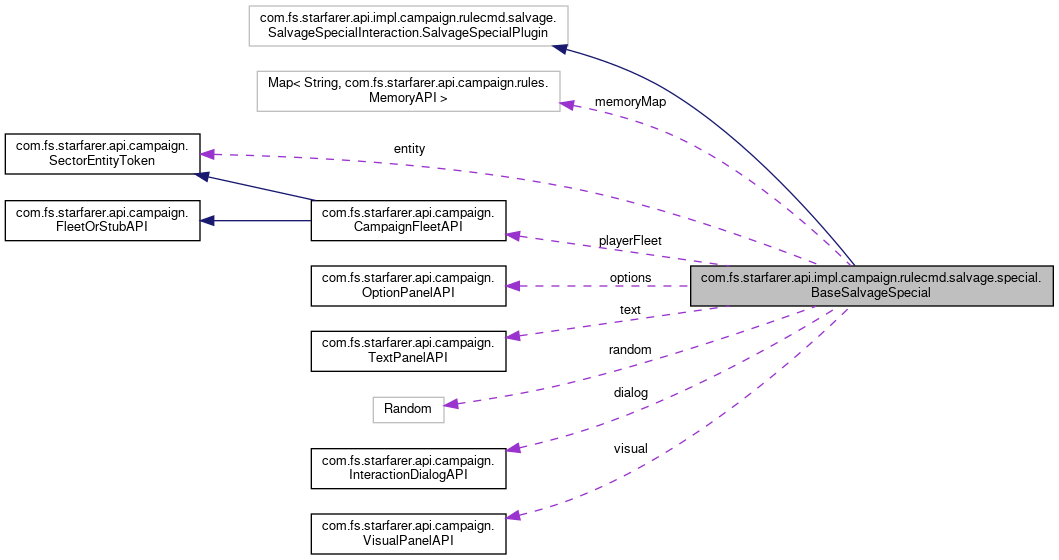 com.fs.starfarer.api.impl.campaign.rulecmd.salvage.
SalvageSpecialInteraction.SalvageSpecialPlugin
Map< String, com.fs.starfarer.api.campaign.rules.
MemoryAPI >
memoryMap
com.fs.starfarer.api.campaign.
SectorEntityToken
entity
com.fs.starfarer.api.campaign.
FleetOrStubAPI
com.fs.starfarer.api.campaign.
CampaignFleetAPI
playerFleet
com.fs.starfarer.api.campaign.
OptionPanelAPI
options
com.fs.starfarer.api.impl.campaign.rulecmd.salvage.special.
BaseSalvageSpecial
com.fs.starfarer.api.campaign.
TextPanelAPI
text
Random
random
com.fs.starfarer.api.campaign.
InteractionDialogAPI
dialog
com.fs.starfarer.api.campaign.
VisualPanelAPI
visual